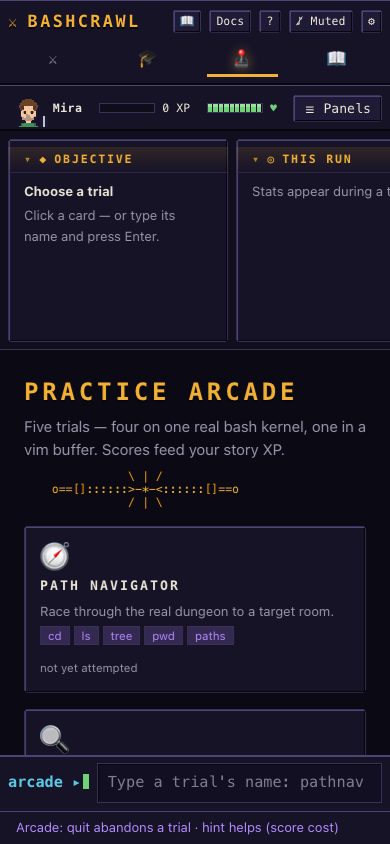 BASHCRAWL
Docs
?
Muted
Mira
0 XP
≡ Panels
▾ ◆ OBJECTIVE
Choose a trial
Click a card — or type its
name and press Enter.
▾ ◎ THIS RUN
Stats appear during a t
PRACTICE ARCADE
Five trials — four on one real bash kernel, one in a
vim buffer. Scores feed your story XP.
\ | /
o==[]::::::>—*—<::::::[]==o
/ | \
PATH NAVIGATOR
Race through the real dungeon to a target room.
cd ls tree pwd paths
not yet attempted
arcade ▸
Type a trial's name: pathnav
Arcade: quit abandons a trial · hint helps (score cost)